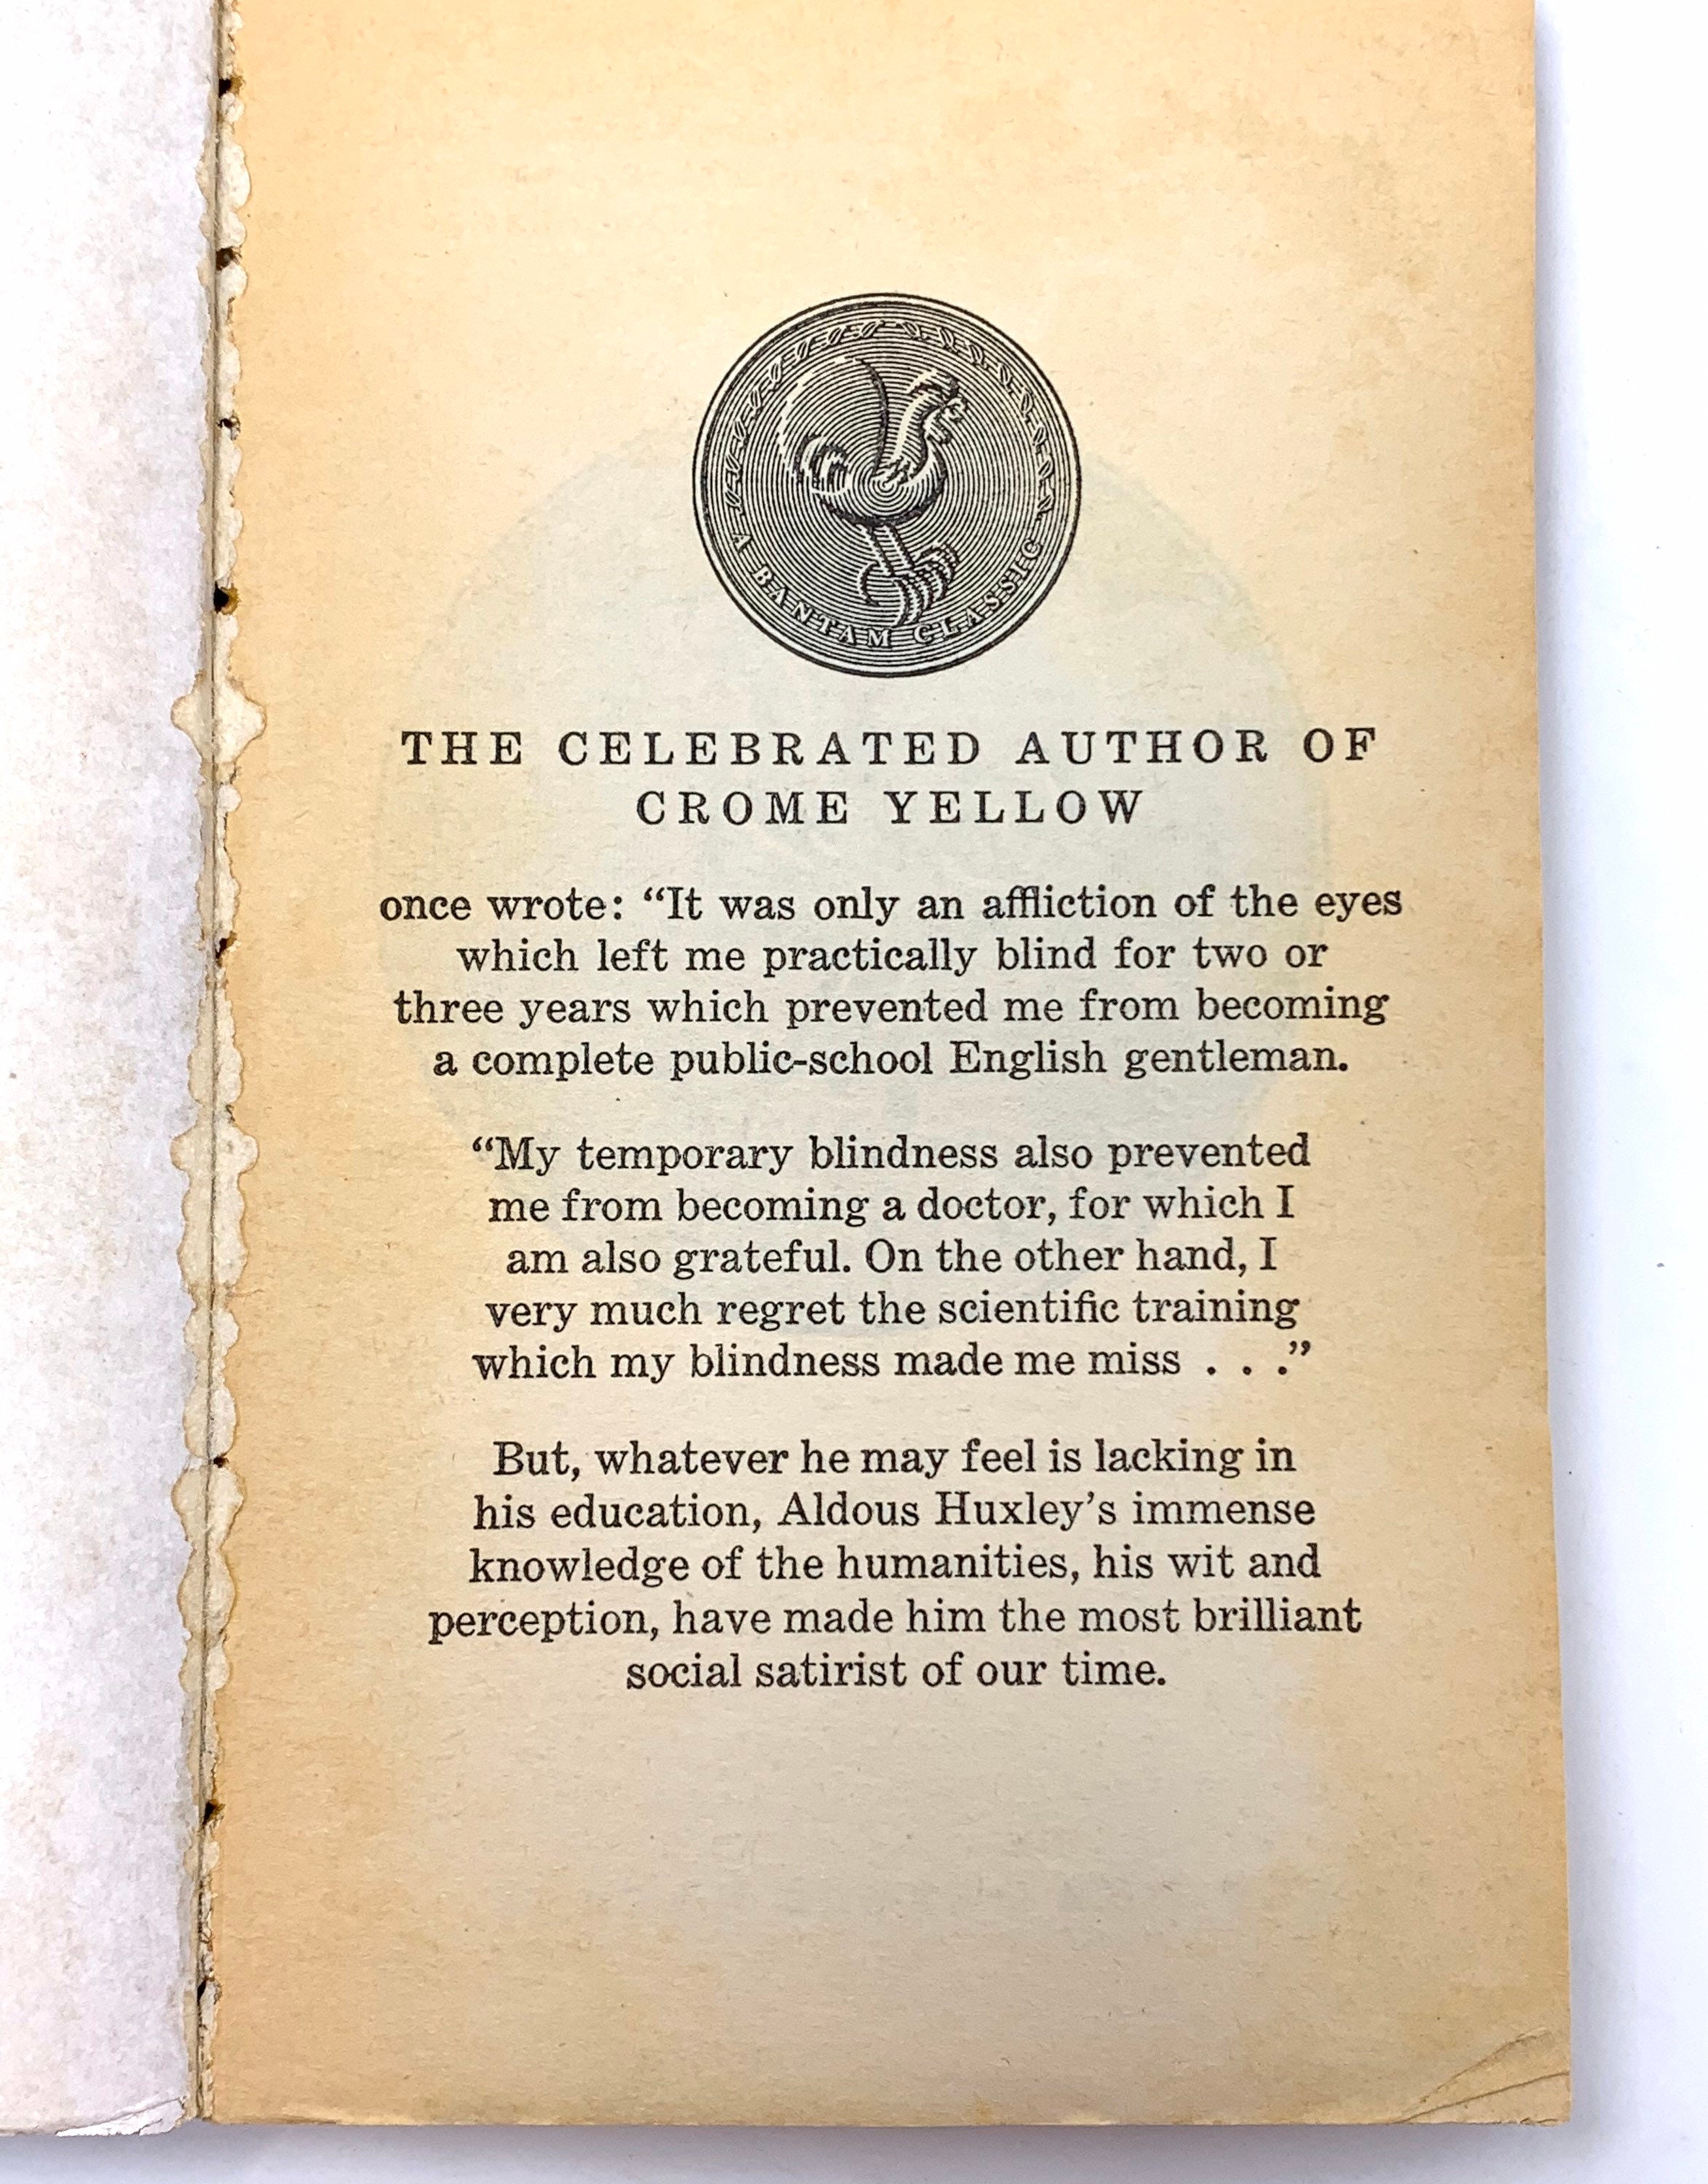 A BANTAM CLASSIC
THE CELEBRATED AUTHOR OF
CROME YELLOW
once wrote: “It was only an affliction of the eyes
which left me practically blind for two or
three years which prevented me from becoming
a complete public-school English gentleman.
“My temporary blindness also prevented
me from becoming a doctor, for which I
am also grateful. On the other hand, I
very much regret the scientific training
which my blindness made me miss . . .”
But, whatever he may feel is lacking in
his education, Aldous Huxley’s immense
knowledge of the humanities, his wit and
perception, have made him the most brilliant
social satirist of our time.